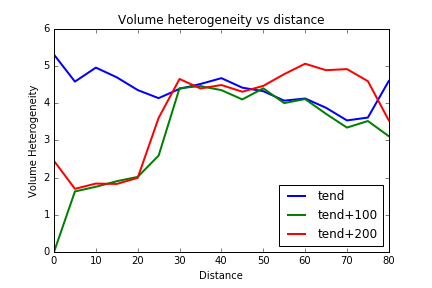 Volume heterogeneity vs distance
Volume Heterogeneity
6
5
4
3
2
1
0
tend
tend+100
tend+200
0 10 20 30 40 50 60 70 80
Distance